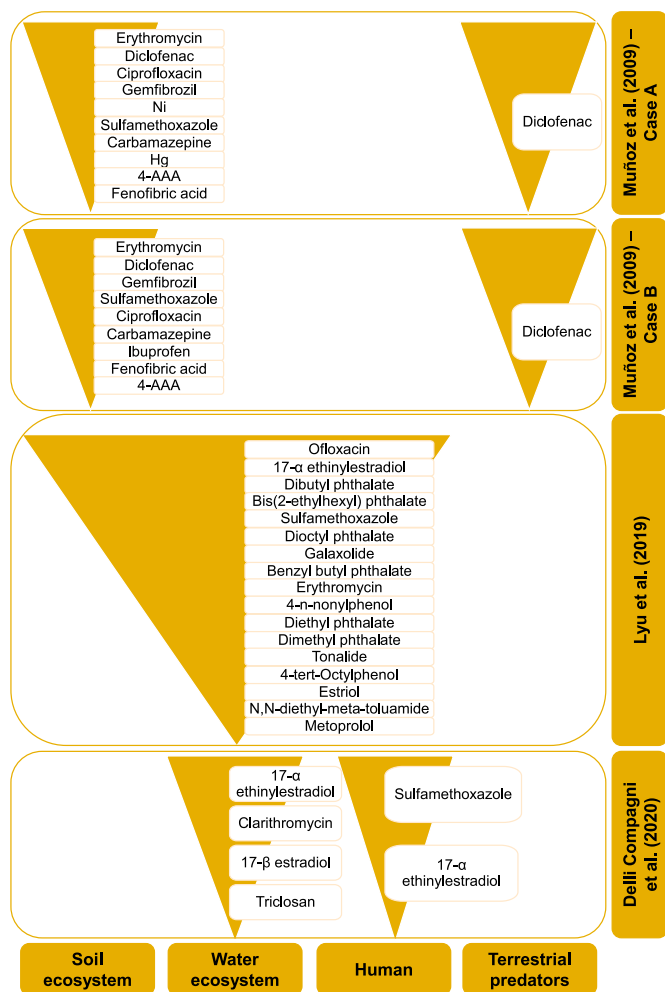 Erythromycin
Diclofenac
Ciprofloxacin
Gemfibrozil
Ni
Sulfamethoxazole
Carbamazepine
Hg
4-AAA
Fenofibric acid
Diclofenac
Muñoz et al. (2009) –
Case A
Erythromycin
Diclofenac
Gemfibrozil
Sulfamethoxazole
Ciprofloxacin
Carbamazepine
Ibuprofen
Fenofibric acid
4-AAA
Diclofenac
Muñoz et al. (2009) –
Case B
Ofloxacin
17-α ethinylestradiol
Dibutyl phthalate
Bis(2-ethylhexyl) phthalate
Sulfamethoxazole
Dioctyl phthalate
Galaxolide
Benzyl butyl phthalate
Erythromycin
4-n-nonylphenol
Diethyl phthalate
Dimethyl phthalate
Tonalide
4-tert-Octylphenol
Estriol
N,N-diethyl-meta-toluamide
Metoprolol
Lyu et al. (2019)
17-α
ethinylestradiol
Clarithromycin
17-β estradiol
Triclosan
Sulfamethoxazole
17-α
ethinylestradiol
Delli Compagni
et al. (2020)
Soil
ecosystem
Water
ecosystem
Human
Terrestrial
predators